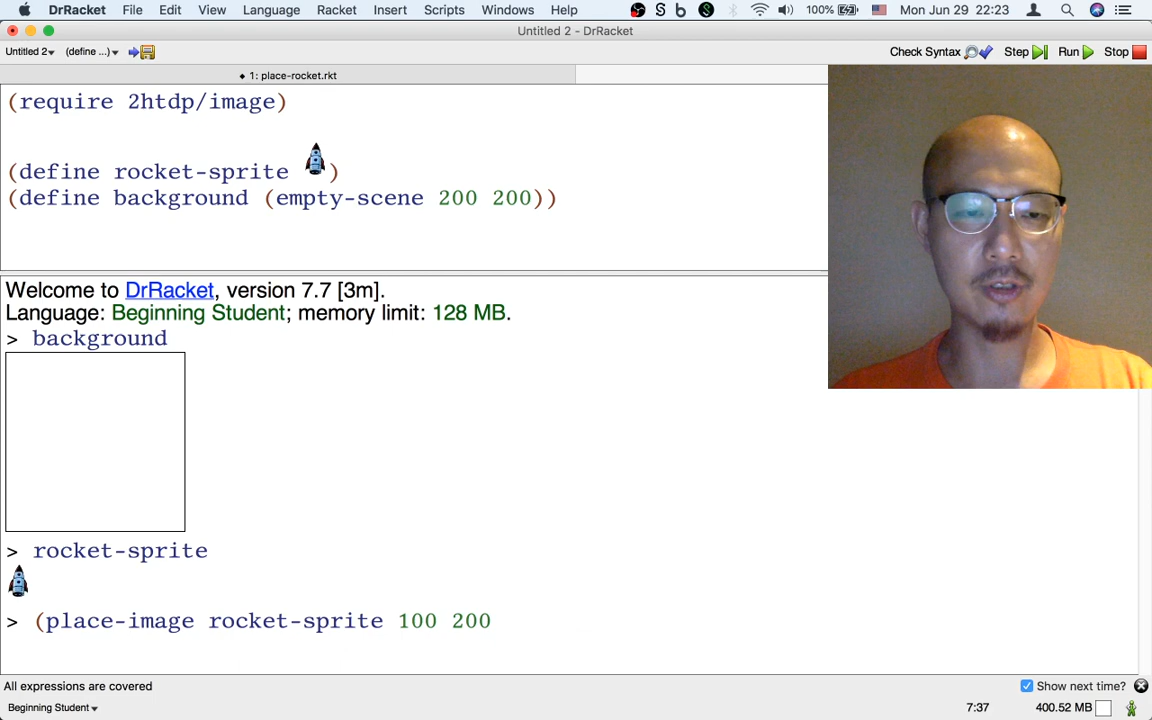 DrRacket File Edit View Language Racket Insert Scripts Windows Help 100% Mon Jun 29 22:23
Untitled 2 - DrRacket
Untitled 2 (define ...) Check Syntax Step Run Stop
1: place-rocket.rkt
(require 2htdp/image)
(define rocket-sprite )
(define background (empty-scene 200 200))
Welcome to DrRacket, version 7.7 [3m].
Language: Beginning Student; memory limit: 128 MB.
> background
> rocket-sprite
> (place-image rocket-sprite 100 200
All expressions are covered Show next time?
Beginning Student 7:37 400.52 MB